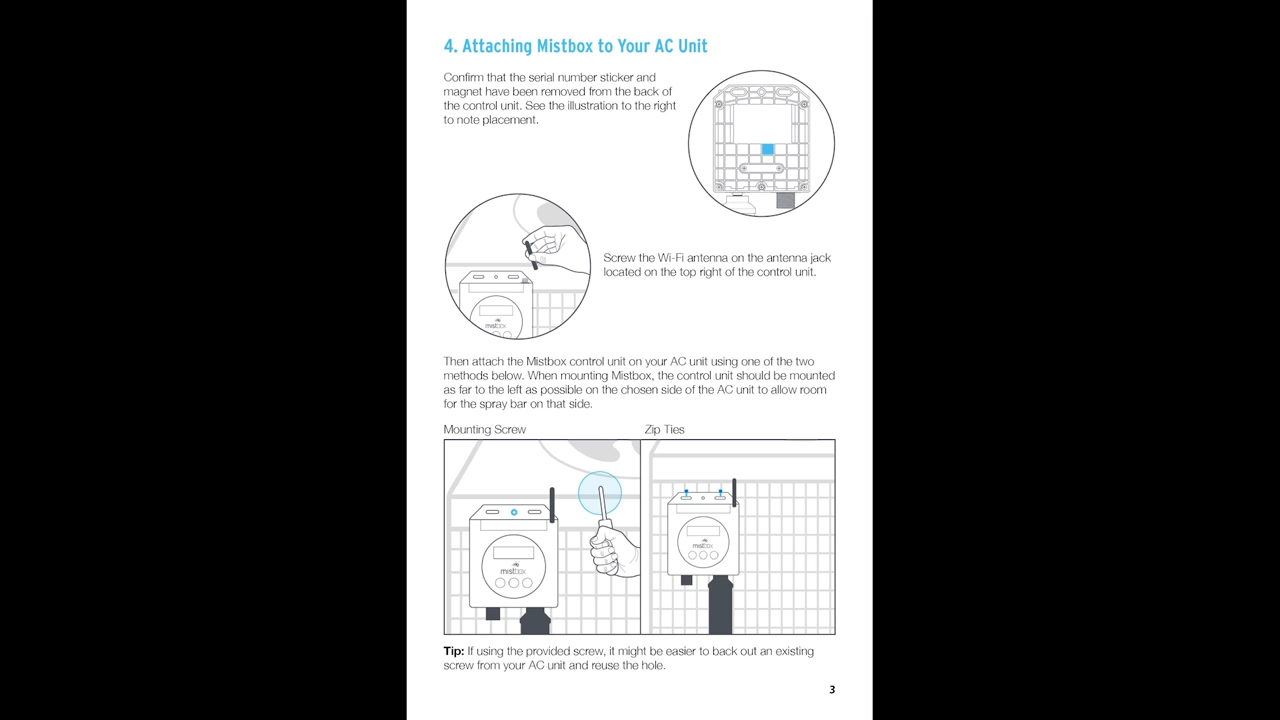 4. Attaching Mistbox to Your AC Unit
Confirm that the serial number sticker and
magnet have been removed from the back of
the control unit. See the illustration to the right
to note placement.
Screw the Wi-Fi antenna on the antenna jack
located on the top right of the control unit.
mistbox
Then attach the Mistbox control unit on your AC unit using one of the two
methods below. When mounting Mistbox, the control unit should be mounted
as far to the left as possible on the chosen side of the AC unit to allow room
for the spray bar on that side.
Mounting Screw
Zip Ties
mistbox
mistbox
Tip: If using the provided screw, it might be easier to back out an existing
screw from your AC unit and reuse the hole.
3